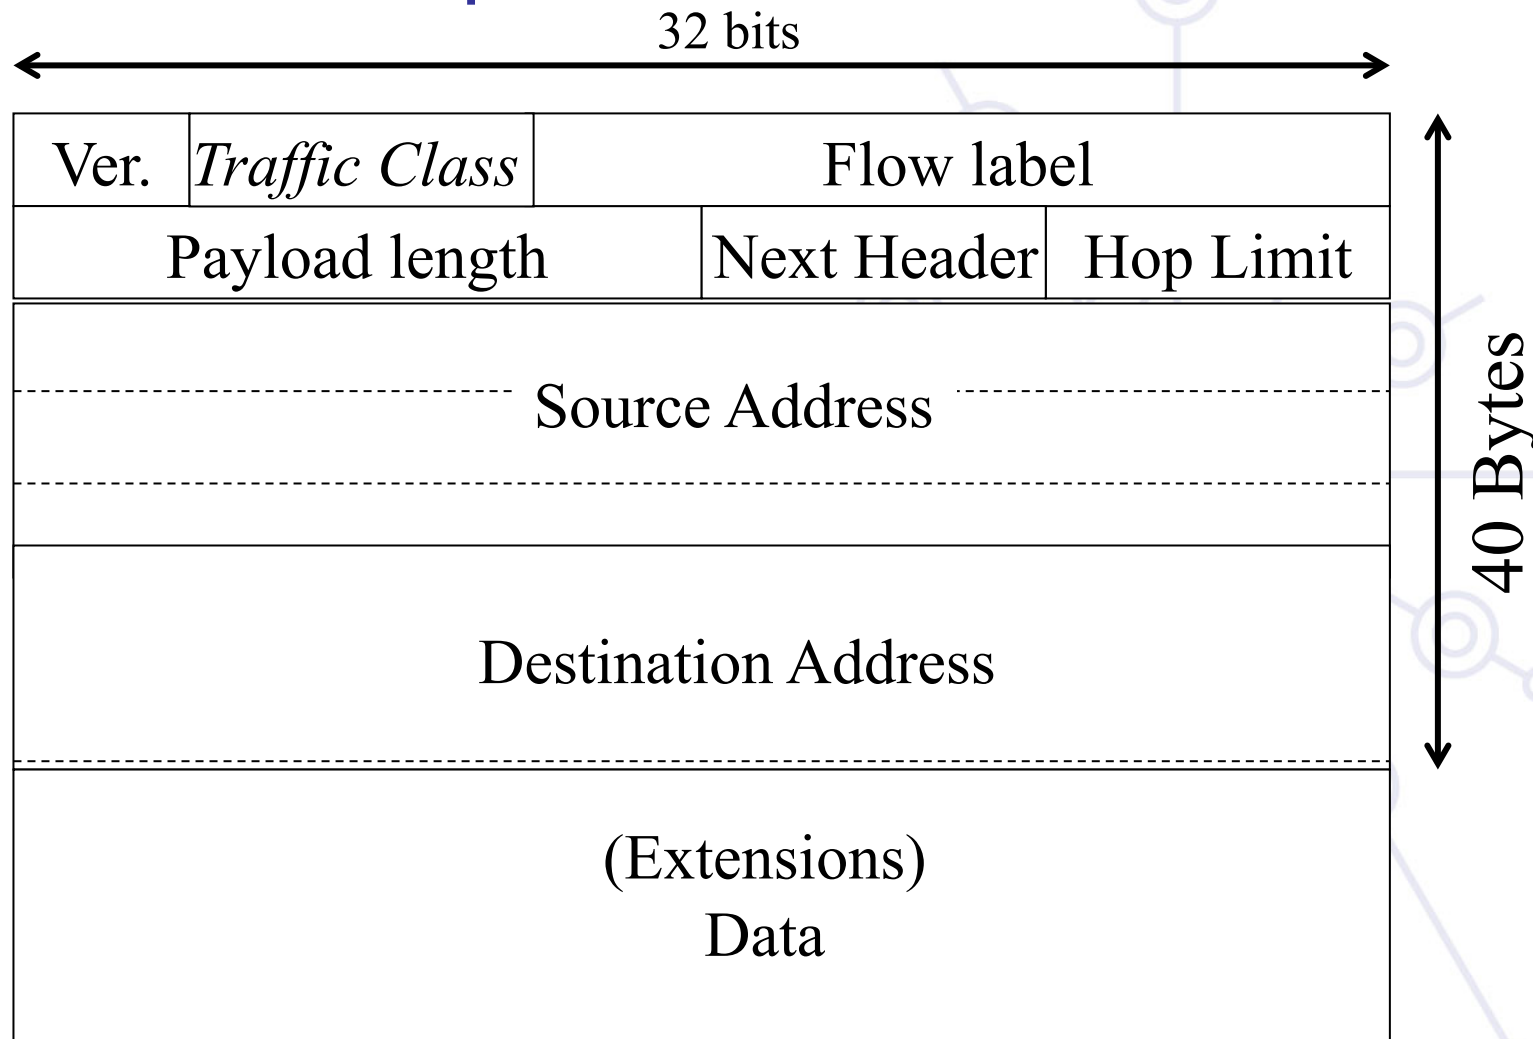 32 bits
Ver. Traffic Class Flow label
Payload length Next Header Hop Limit
Source Address
Destination Address
40 Bytes
(Extensions)
Data